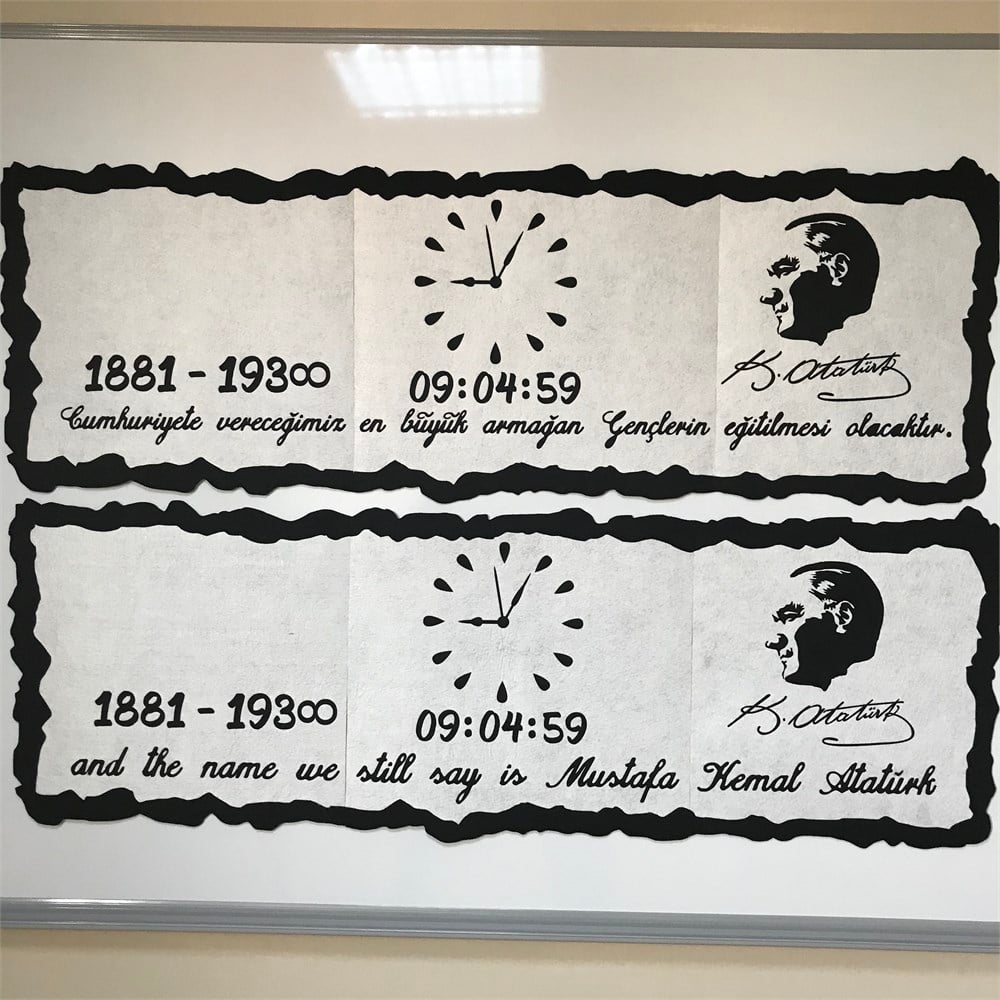 1881 - 193∞
09:04:59
K. Atatürk
Cumhuriyete vereceğimiz en büyük armağan Gençlerin eğitilmesi olacaktır.
1881 - 193∞
09:04:59
K. Atatürk
and the name we still say is Mustafa Kemal Atatürk